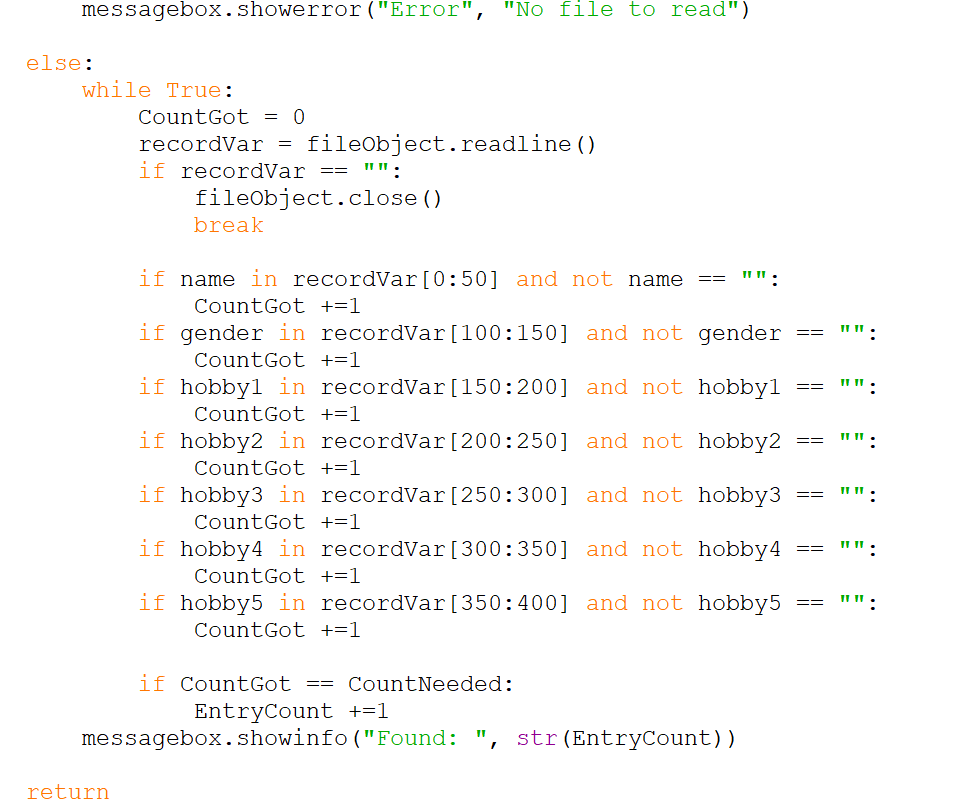 messagebox.showerror("Error", "No file to read")
else:
while True:
CountGot = 0
recordVar = fileObject.readline()
if recordVar == "":
fileObject.close()
break
if name in recordVar[0:50] and not name == "":
CountGot +=1
if gender in recordVar[100:150] and not gender == "":
CountGot +=1
if hobby1 in recordVar[150:200] and not hobby1 == "":
CountGot +=1
if hobby2 in recordVar[200:250] and not hobby2 == "":
CountGot +=1
if hobby3 in recordVar[250:300] and not hobby3 == "":
CountGot +=1
if hobby4 in recordVar[300:350] and not hobby4 == "":
CountGot +=1
if hobby5 in recordVar[350:400] and not hobby5 == "":
CountGot +=1
if CountGot == CountNeeded:
EntryCount +=1
messagebox.showinfo("Found: ", str(EntryCount))
return